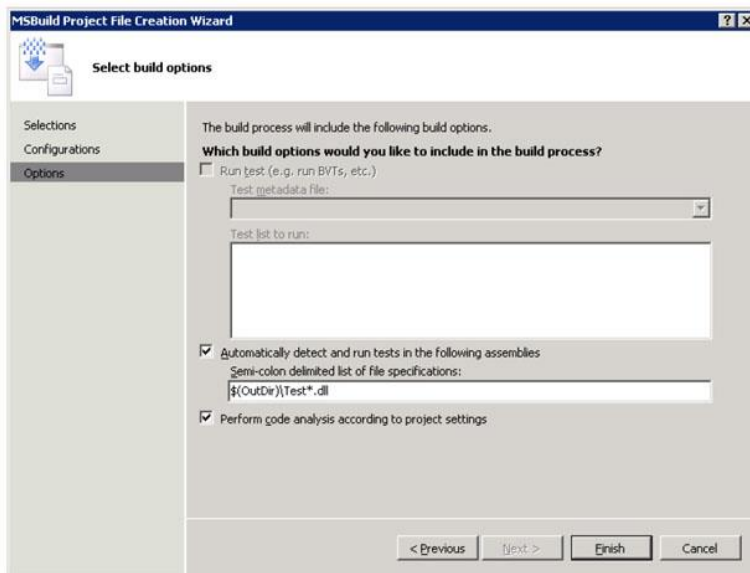 MSBuild Project File Creation Wizard
Select build options
Selections
Configurations
Options
The build process will include the following build options.
Which build options would you like to include in the build process?
Run test (e.g. run BVTs, etc.)
Test metadata file:
Test list to run:
Automatically detect and run tests in the following assemblies
Semi-colon delimited list of file specifications:
$(OutDir)\Test*.dll
Perform code analysis according to project settings
< Previous
Next >
Finish
Cancel